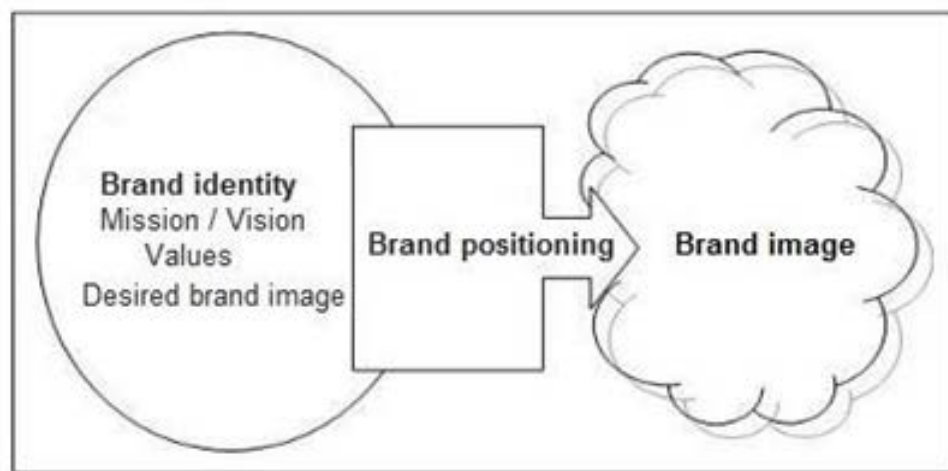 Brand identity
Mission / Vision
Values
Desired brand image
Brand positioning
Brand image